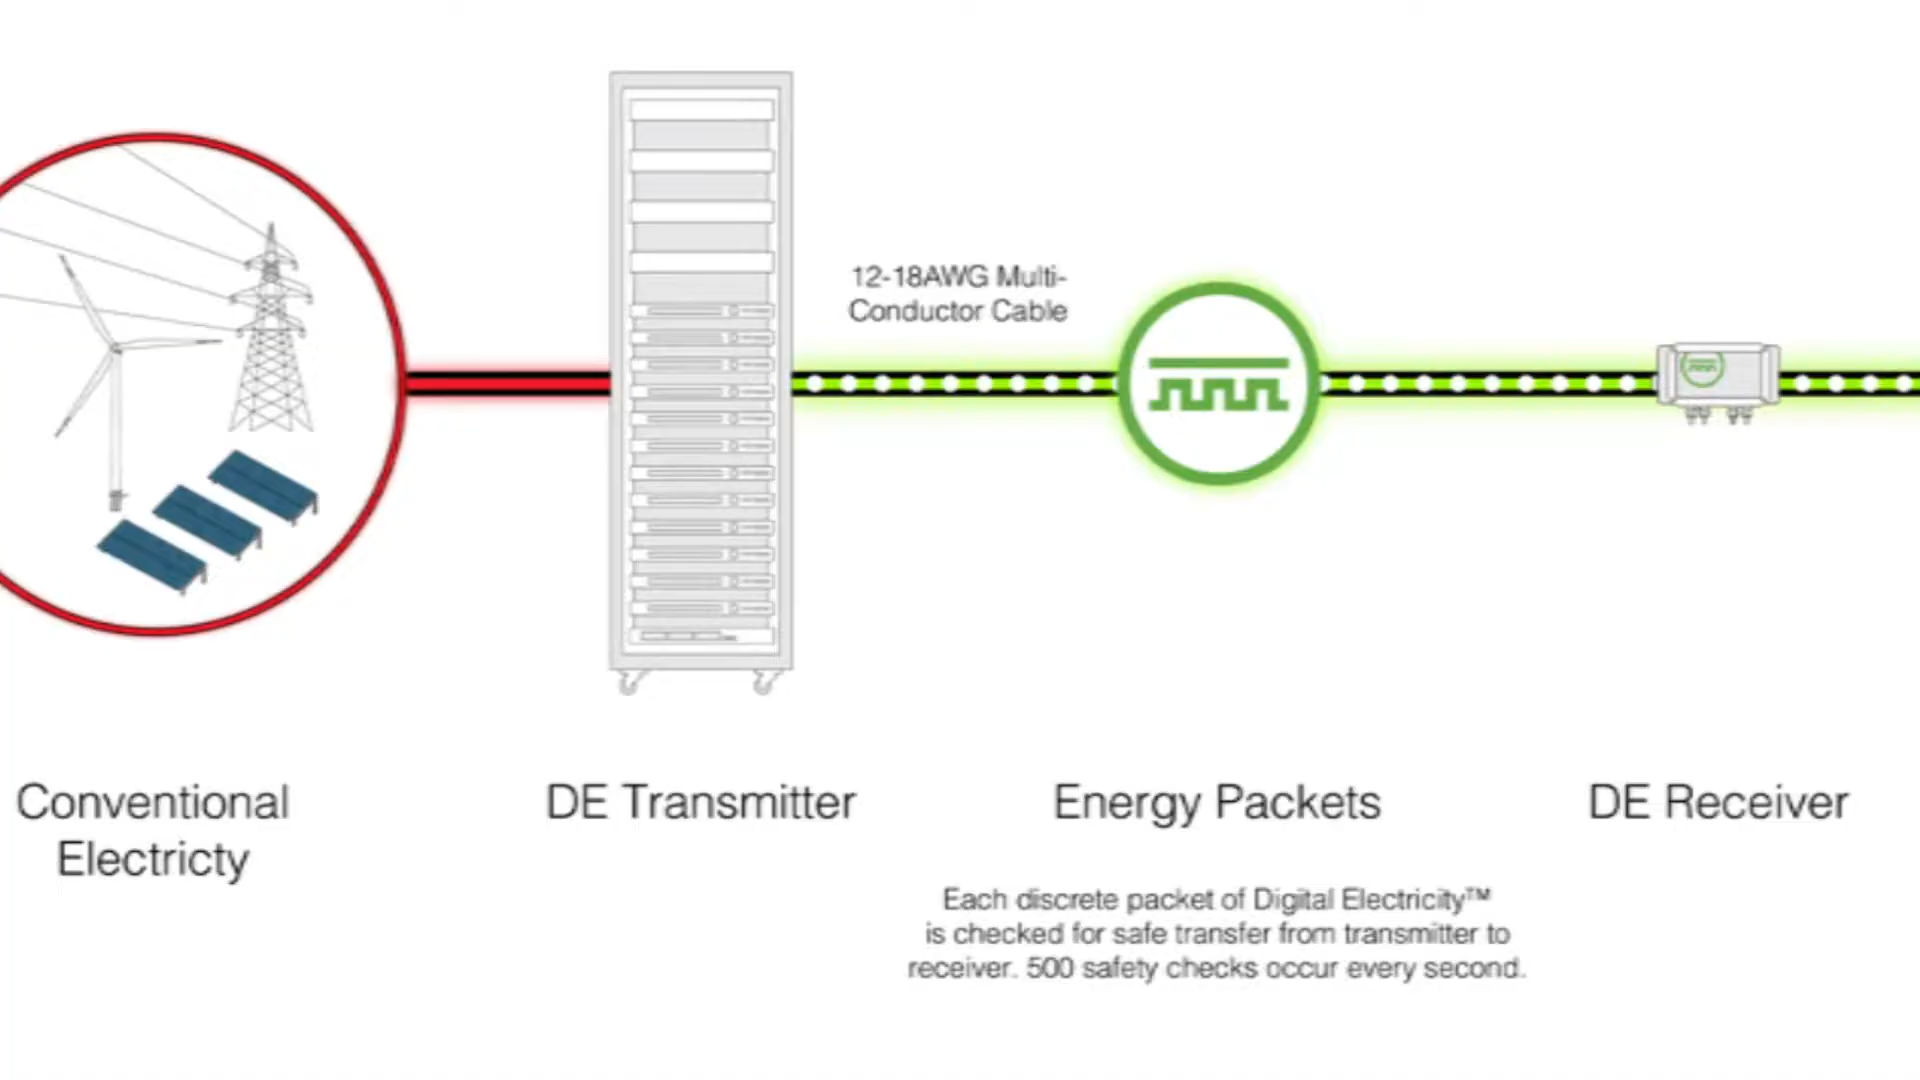 12-18AWG Multi-
Conductor Cable
Conventional
Electricty
DE Transmitter
Energy Packets
DE Receiver
Each discrete packet of Digital Electricity™
is checked for safe transfer from transmitter to
receiver. 500 safety checks occur every second.